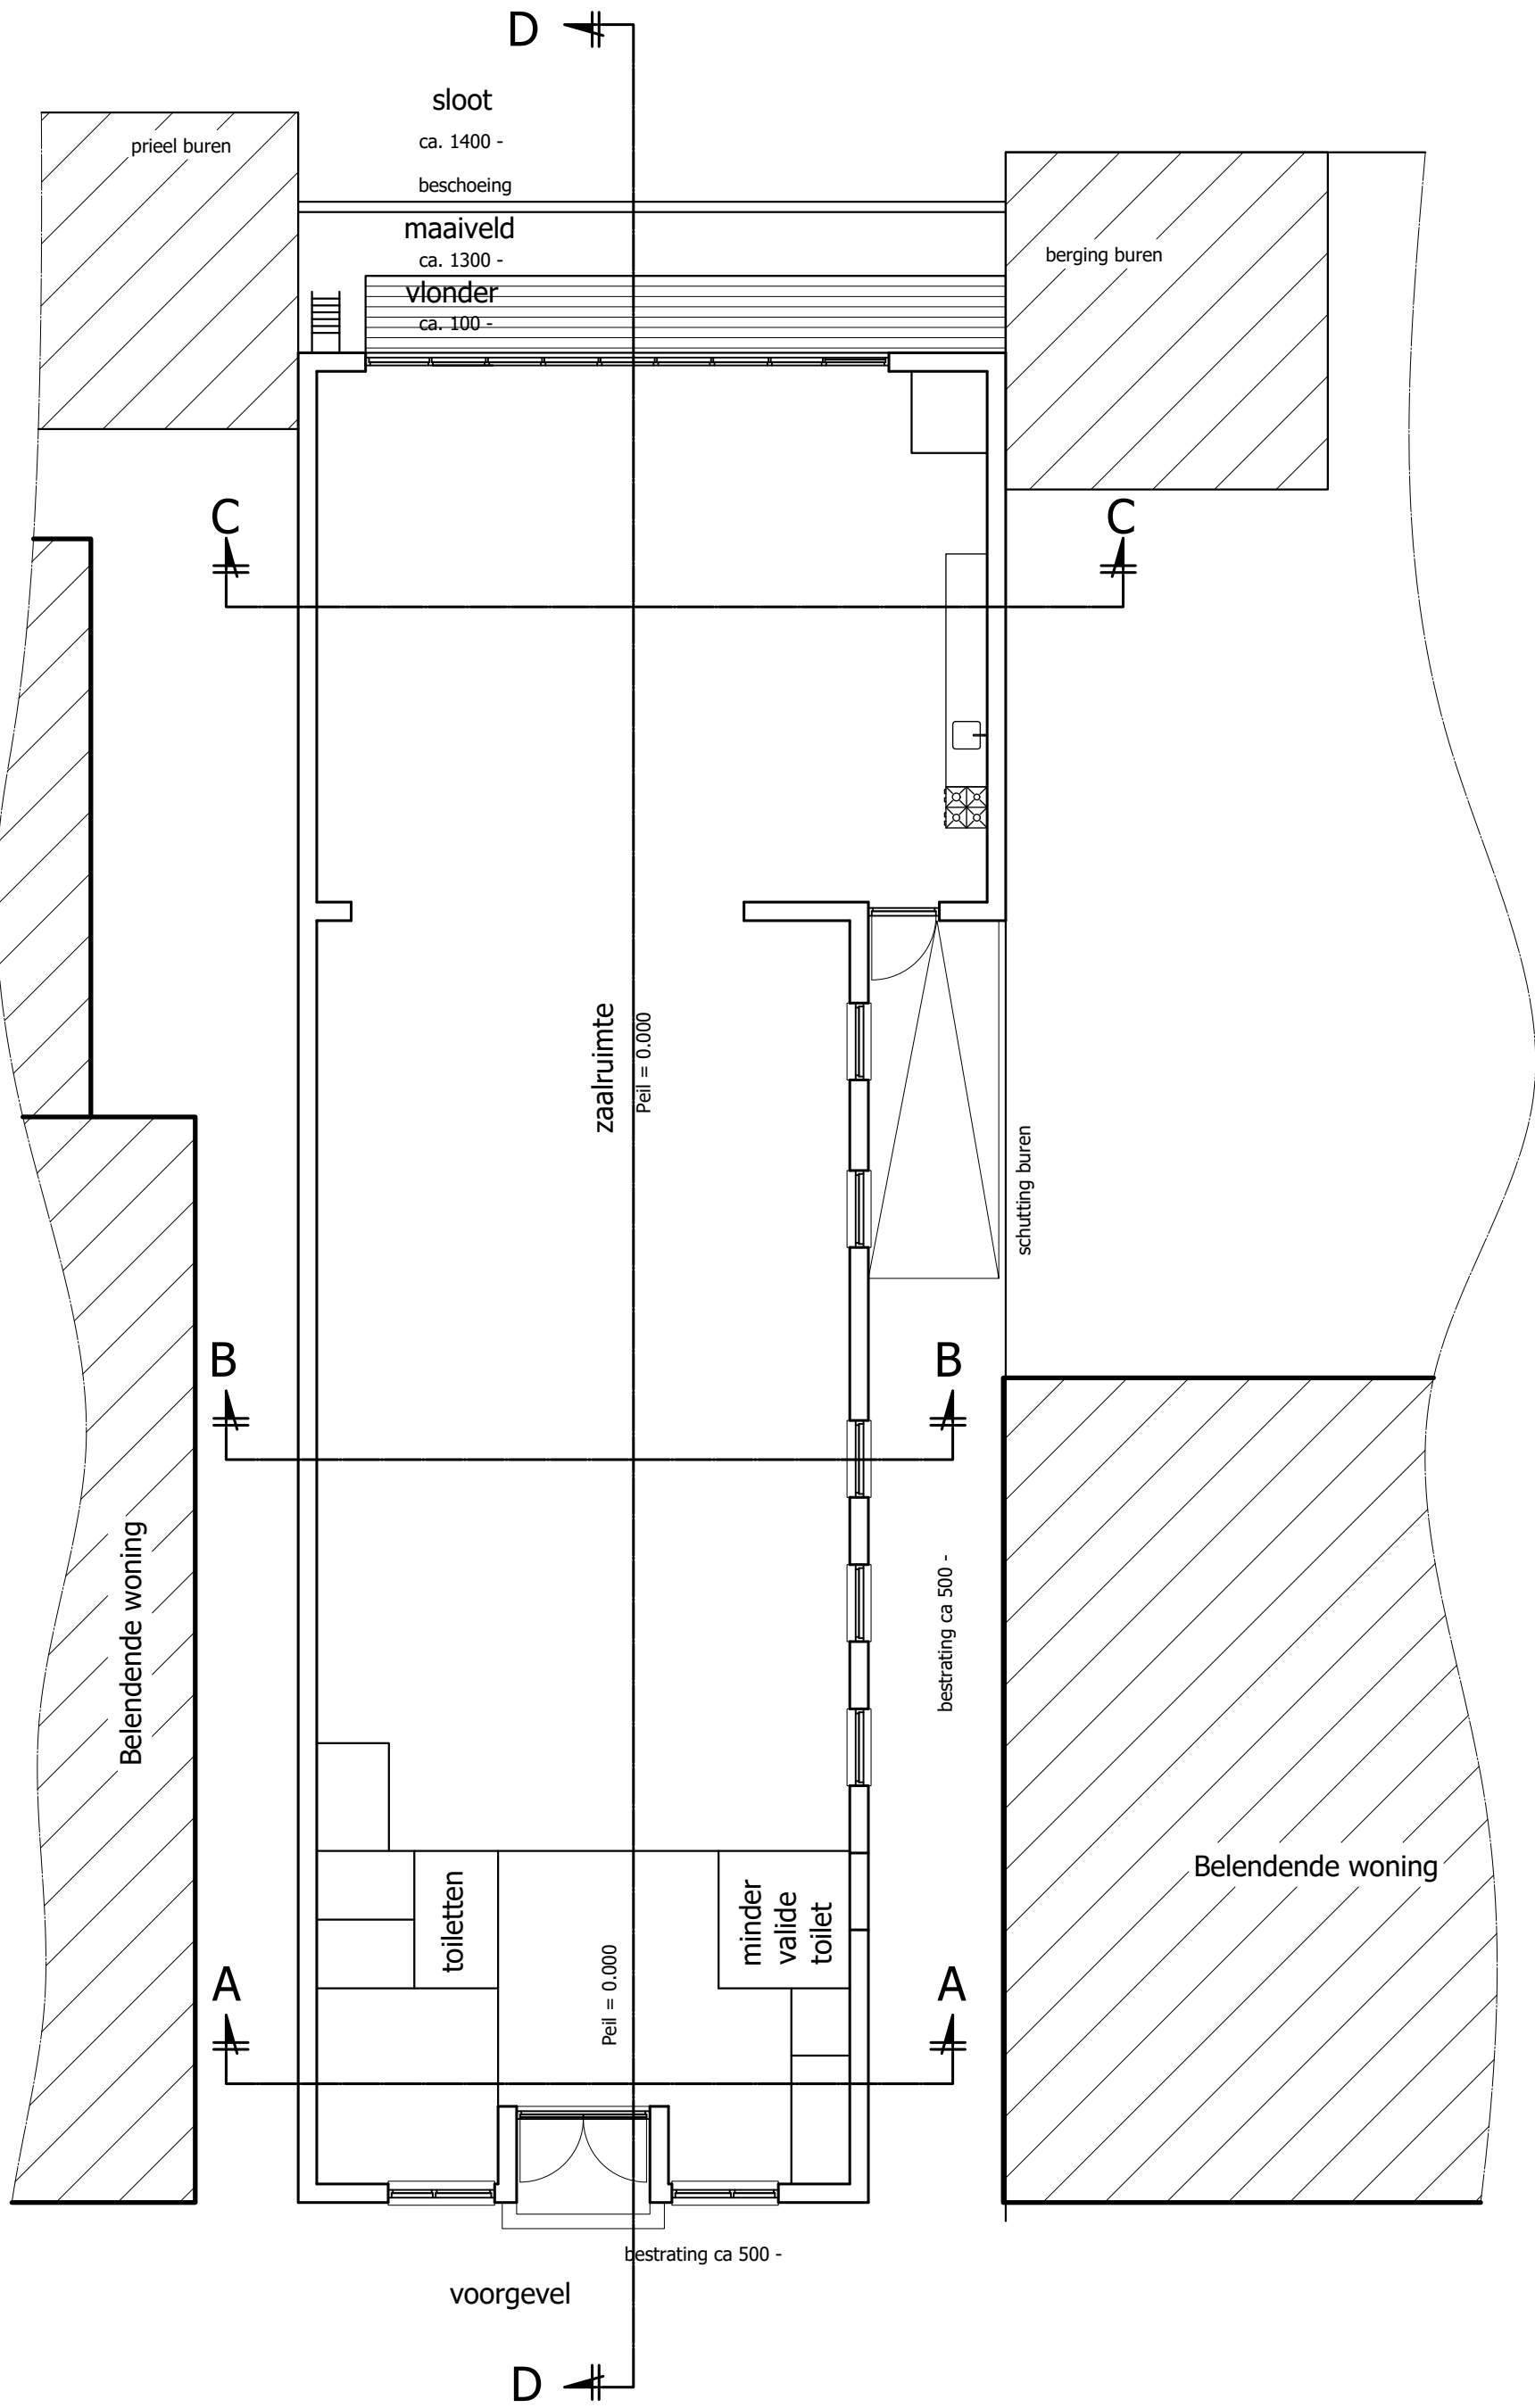 D
sloot
ca. 1400 -
prieel buren
beschoeing
maaiveld
ca. 1300 -
berging buren
vlonder
ca. 100 -
C
C
zaalruimte
Peil = 0.000
schutting buren
B
B
Belendende woning
bestrating ca 500 -
Belendende woning
toiletten
minder
valide
toilet
Peil = 0.000
A
A
bestrating ca 500 -
voorgevel
D